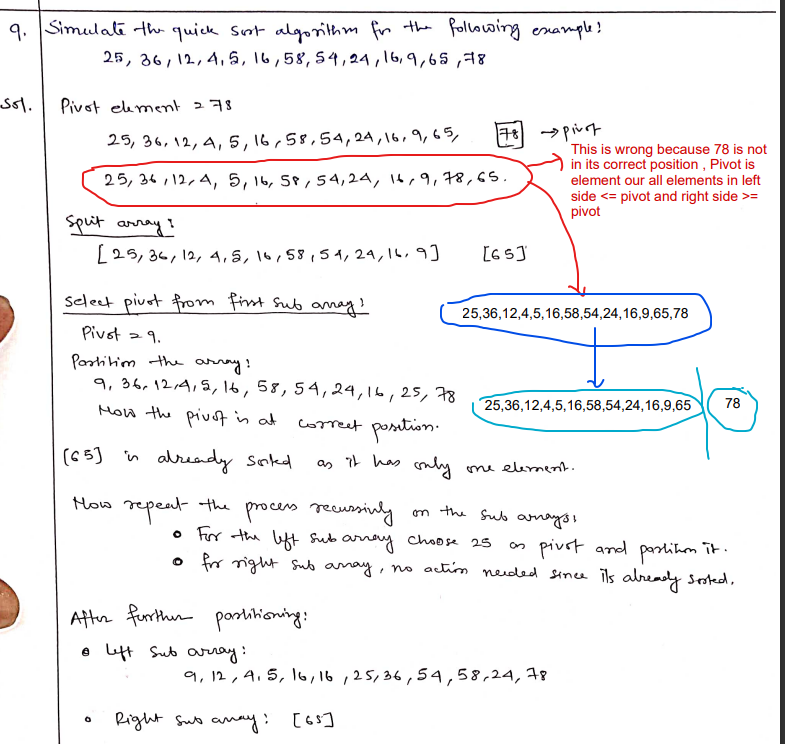 9. Simulate the quick sort algorithm for the following example:
25, 36, 12, 4, 5, 16, 58, 54, 24, 16, 9, 65, 78
Sol. Pivot element = 78
25, 36, 12, 4, 5, 16, 58, 54, 24, 16, 9, 65, 78 → pivot
This is wrong because 78 is not
in its correct position , Pivot is
element our all elements in left
side <= pivot and right side >=
pivot
25, 36, 12, 4, 5, 16, 58, 54, 24, 16, 9, 78, 65.
Split array:
[25, 36, 12, 4, 5, 16, 58, 54, 24, 16, 9] [65]
Select pivot from first sub array:
25,36,12,4,5,16,58,54,24,16,9,65,78
Pivot = 9.
Partition the array:
9, 36, 12, 4, 5, 16, 58, 54, 24, 16, 25, 78
25,36,12,4,5,16,58,54,24,16,9,65 78
Now the pivot is at correct position.
[65] is already sorted as it has only one element.
Now repeat the process recussivly on the sub arrays:
• For the left sub array choose 25 as pivot and partition it.
• for right sub array, no action needed since its already sorted.
After further partitioning:
• Left sub array:
9, 12, 4, 5, 16, 16, 25, 36, 54, 58, 24, 78
• Right sub array: [65]